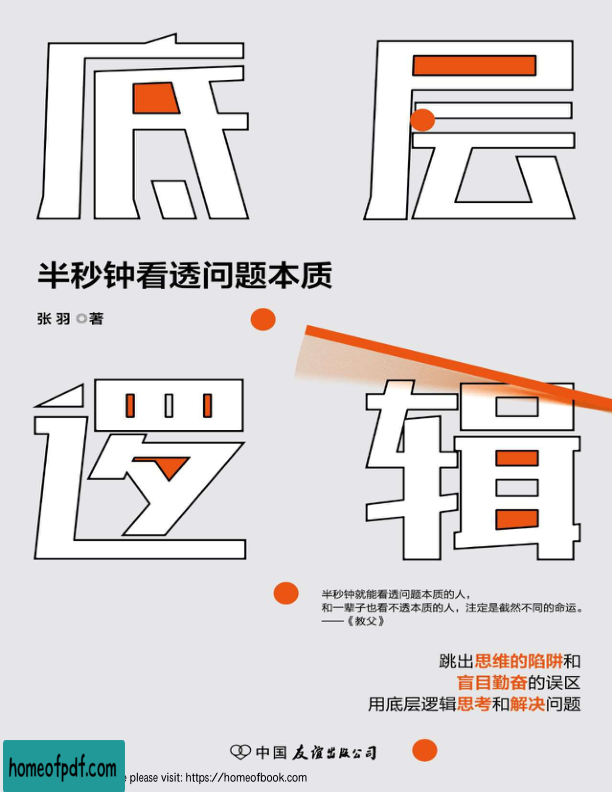 底层
半秒钟看透问题本质
张 羽 ◎著
逻辑
半秒钟就能看透问题本质的人，
和一辈子也看不透本质的人，注定是截然不同的命运。
——《教父》
跳出思维的陷阱和
盲目勤奋的误区
用底层逻辑思考和解决问题
中国友谊出版公司
homeofpdf.com
please visit: https://homeofbook.com